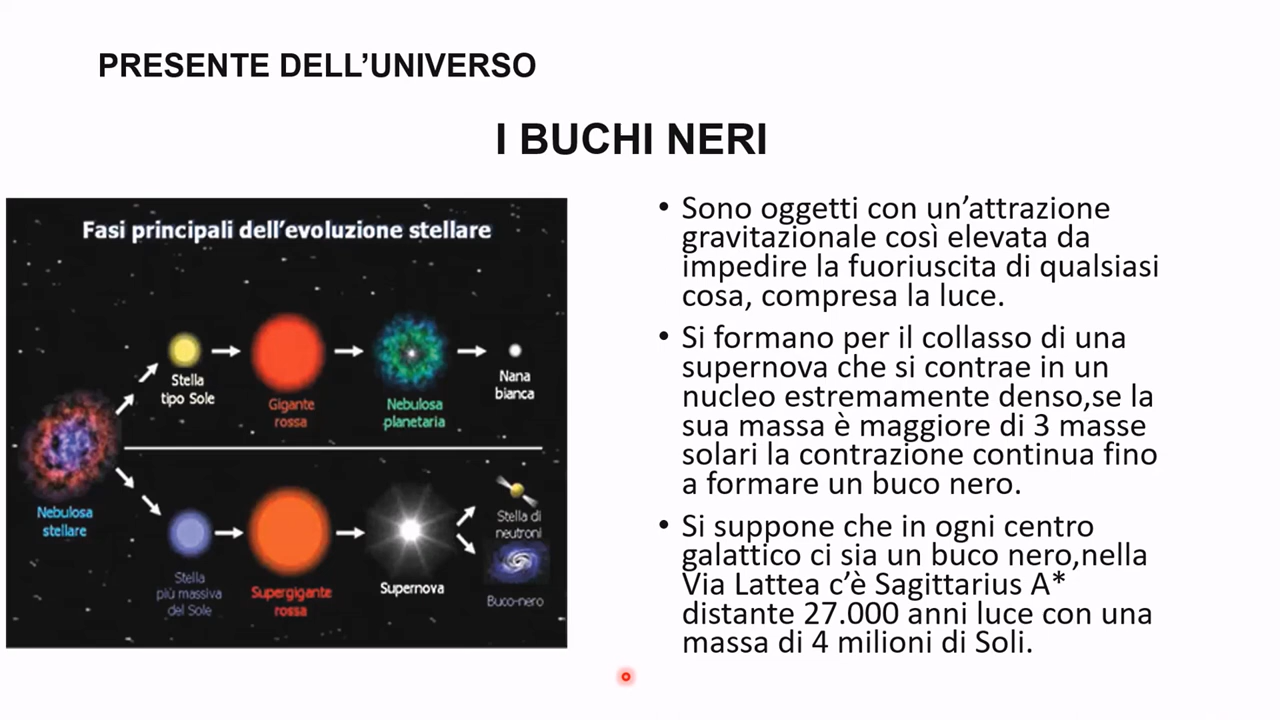 PRESENTE DELL’UNIVERSO
I BUCHI NERI
Fasi principali dell’evoluzione stellare
Stella
tipo Sole
Gigante
rossa
Nebulosa
planetaria
Nana
bianca
Nebulosa
stellare
Stella
più massiva
del Sole
Supergigante
rossa
Supernova
Stella di
neutroni
Buco-nero
• Sono oggetti con un’attrazione
gravitazionale così elevata da
impedire la fuoriuscita di qualsiasi
cosa, compresa la luce.
• Si formano per il collasso di una
supernova che si contrae in un
nucleo estremamente denso,se la
sua massa è maggiore di 3 masse
solari la contrazione continua fino
a formare un buco nero.
• Si suppone che in ogni centro
galattico ci sia un buco nero,nella
Via Lattea c’è Sagittarius A*
distante 27.000 anni luce con una
massa di 4 milioni di Soli.